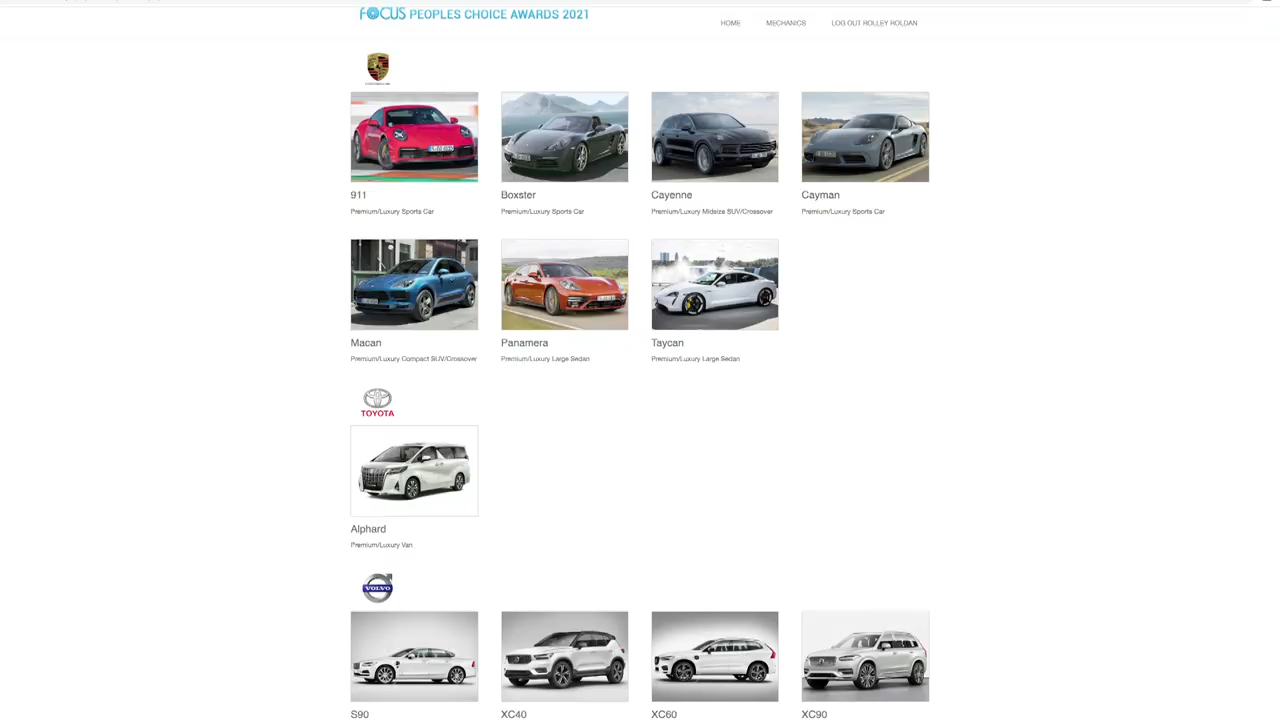 FOCUS PEOPLES CHOICE AWARDS 2021
HOME MECHANICS LOG OUT ROLLEY ROLDAN
911 Boxster Cayenne Cayman
Premium/Luxury Sports Car Premium/Luxury Sports Car Premium/Luxury Midsize SUV/Crossover Premium/Luxury Sports Car
Macan Panamera Taycan
Premium/Luxury Compact SUV/Crossover Premium/Luxury Large Sedan Premium/Luxury Large Sedan
TOYOTA
Alphard
Premium/Luxury Van
VOLVO
S90 XC40 XC60 XC90